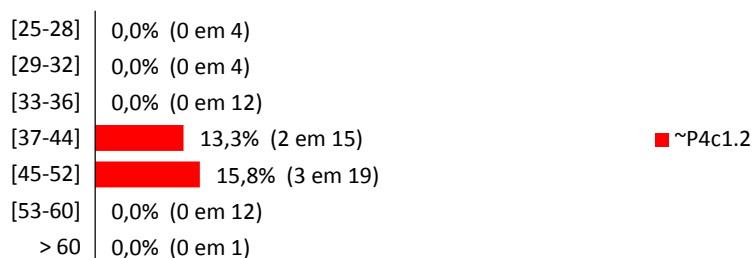 [25-28] 0,0% (0 em 4)
[29-32] 0,0% (0 em 4)
[33-36] 0,0% (0 em 12)
[37-44] 13,3% (2 em 15)
~P4c1.2
[45-52] 15,8% (3 em 19)
[53-60] 0,0% (0 em 12)
> 60 0,0% (0 em 1)